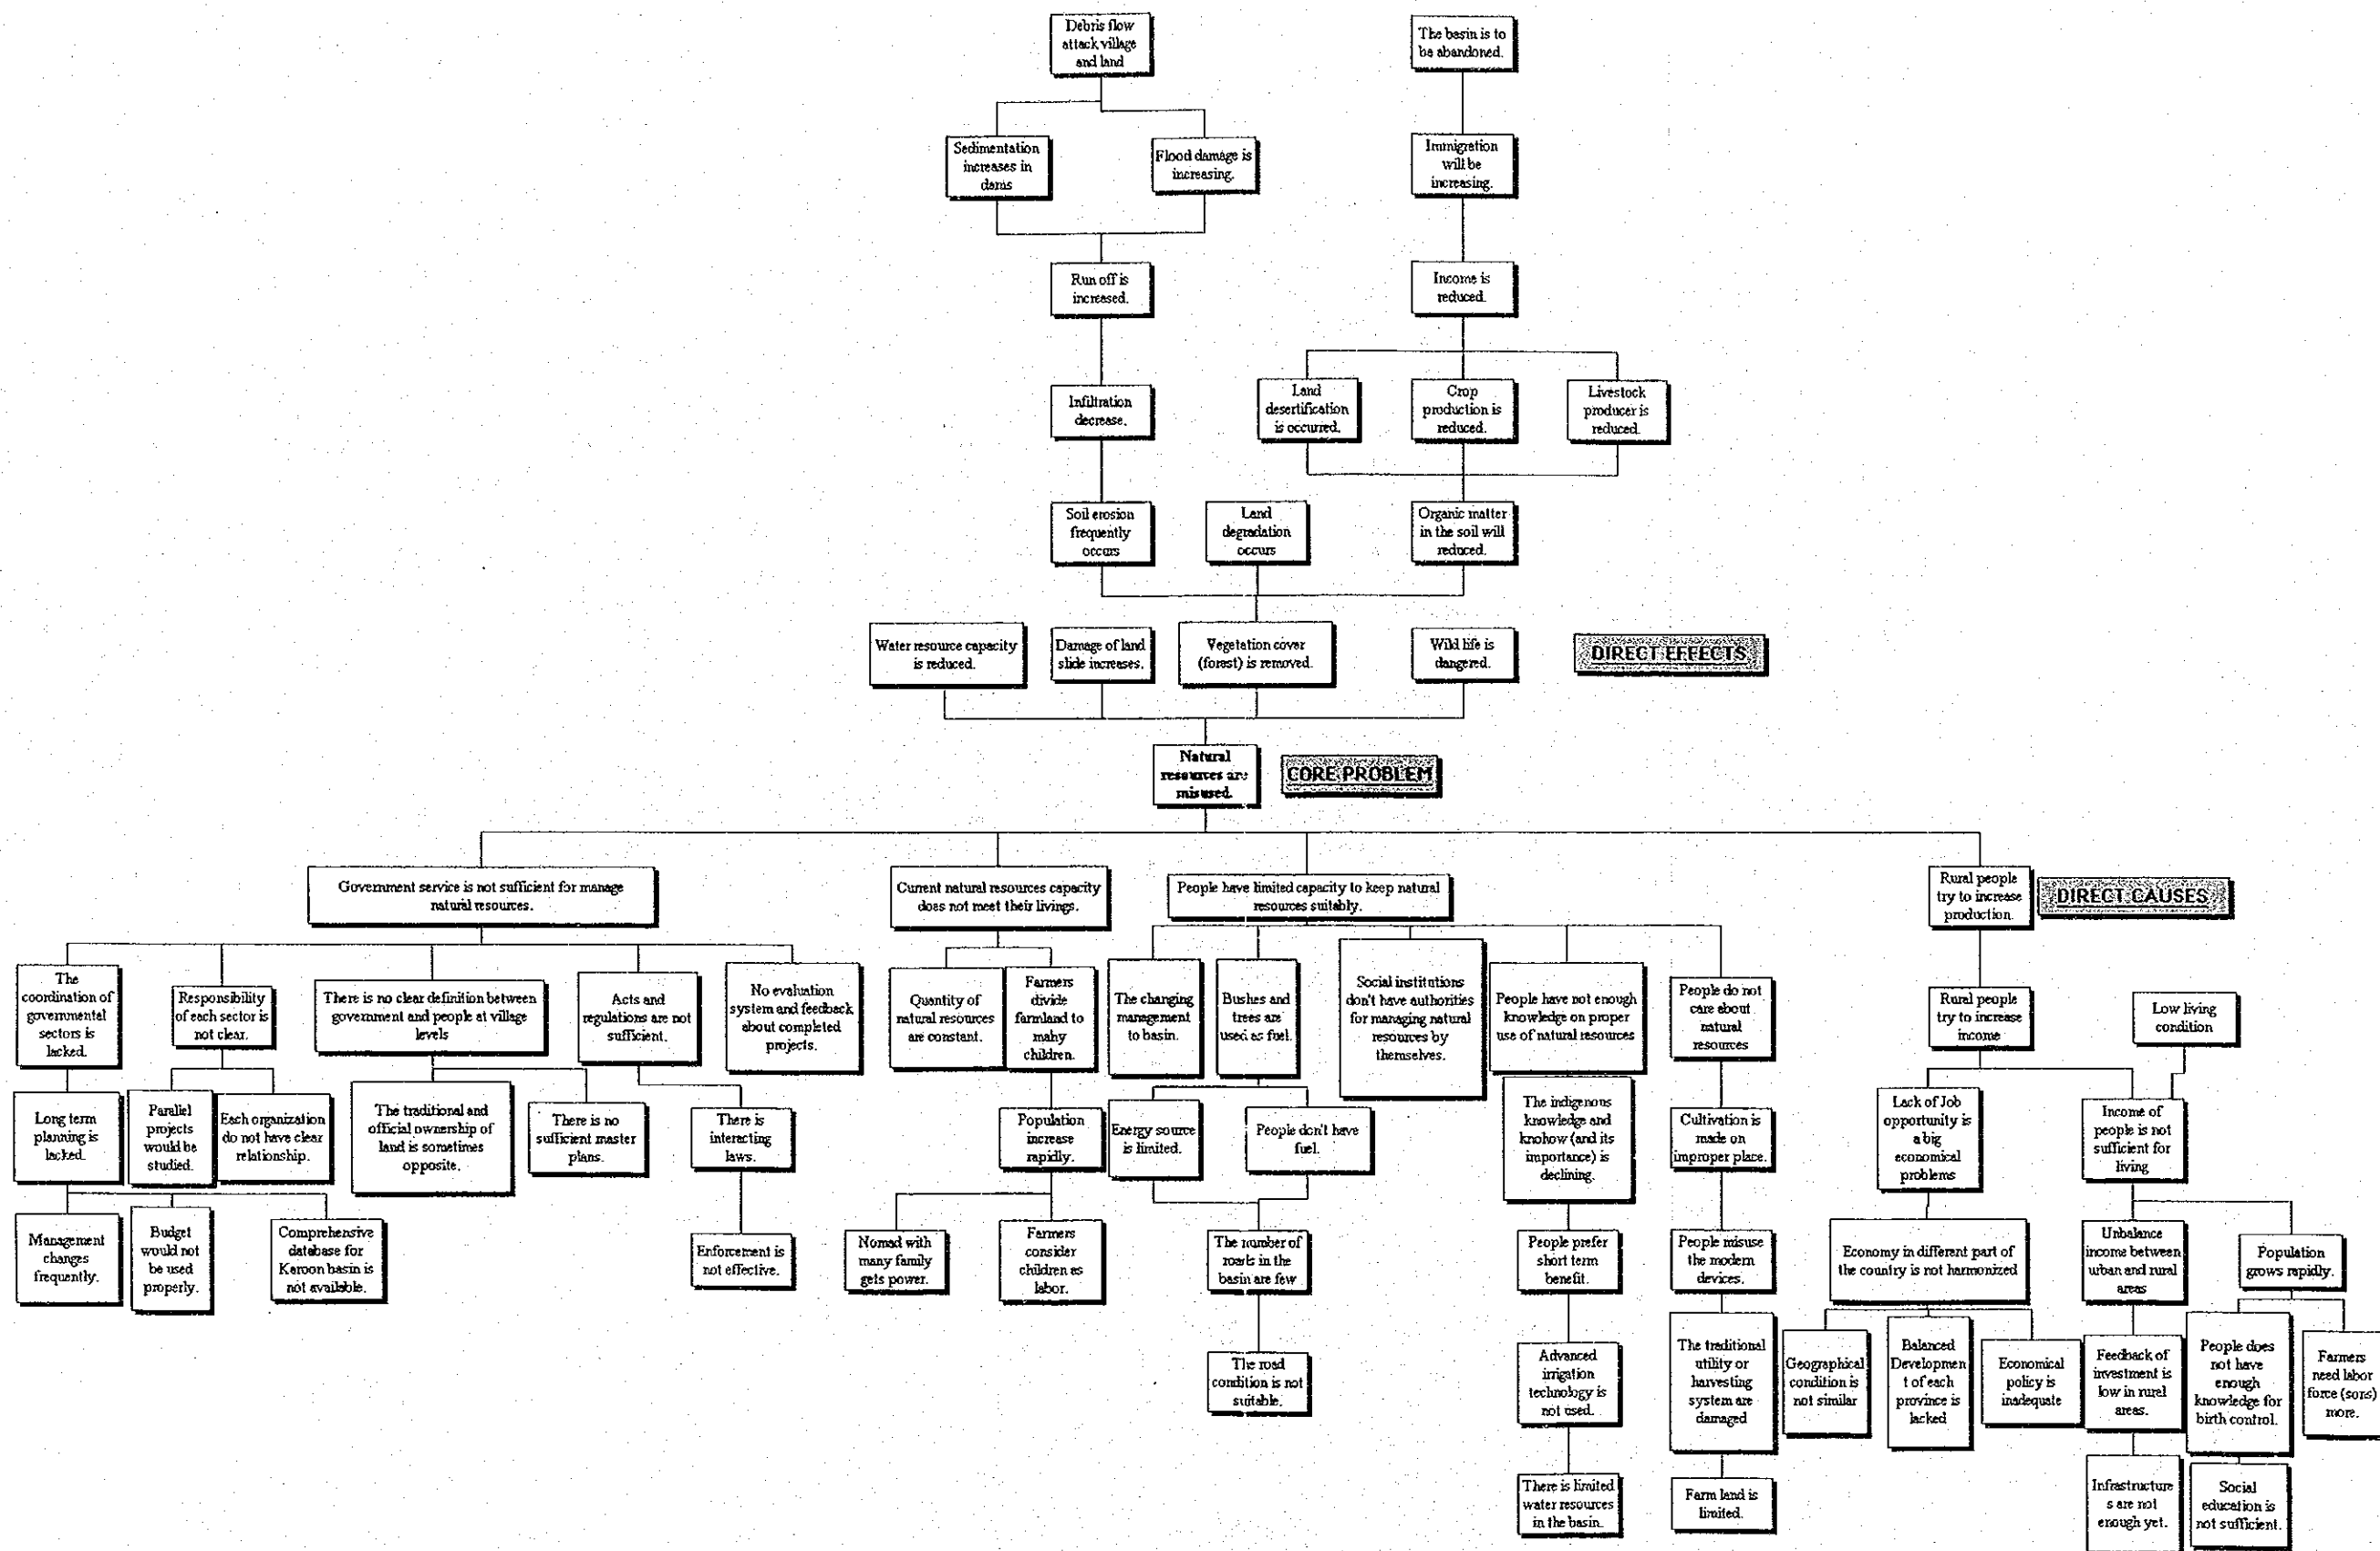 Debris flow
attack village
and land
The basin is to
be abandoned.
Sedimentation
increases in
dams
Flood damage is
increasing.
Immigration
will be
increasing.
Run off is
increased.
Income is
reduced.
Infiltration
decrease.
Land
desertification
is occurred.
Crop
production is
reduced.
Livestock
producer is
reduced.
Soil erosion
frequently
occurs
Land
degradation
occurs
Organic matter
in the soil will
reduced.
Water resource capacity
is reduced.
Damage of land
slide increases.
Vegetation cover
(forest) is removed.
Wild life is
dangered.
DIRECT EFFECTS
Natural
resources are
misused.
CORE PROBLEM
Government service is not sufficient for manage
natural resources.
Current natural resources capacity
does not meet their livings.
People have limited capacity to keep natural
resources suitably.
Rural people
try to increase
production.
DIRECT CAUSES
The
coordination of
governmental
sectors is
lacked.
Responsibility
of each sector is
not clear.
There is no clear definition between
government and people at village
levels
Acts and
regulations are not
sufficient.
No evaluation
system and feedback
about completed
projects.
Quantity of
natural resources
are constant.
Farmers
divide
farmland to
many
children.
The changing
management
to basin.
Bushes and
trees are
used as fuel.
Social institutions
don't have authorities
for managing natural
resources by
themselves.
People have not enough
knowledge on proper
use of natural resources
People do not
care about
natural
resources
Rural people
try to increase
income
Low living
condition
Long term
planning is
lacked.
Parallel
projects
would be
studied.
Each organization
do not have clear
relationship.
The traditional and
official ownership of
land is sometimes
opposite.
There is no
sufficient master
plans.
There is
interacting
laws.
Population
increase
rapidly.
Energy source
is limited.
People don't have
fuel.
The indigenous
knowledge and
knohow (and its
importance) is
declining.
Cultivation is
made on
improper place.
Lack of Job
opportunity is
a big
economical
problems
Income of
people is not
sufficient for
living
Management
changes
frequently.
Budget
would not
be used
properly.
Comprehensive
database for
Karoon basin is
not available.
Enforcement is
not effective.
Nomad with
many family
gets power.
Farmers
consider
children as
labor.
The number of
roads in the
basin are few
People prefer
short term
benefit.
People misuse
the modern
devices.
Economy in different part of
the country is not harmonized
Unbalance
income between
urban and rural
areas
Population
grows rapidly.
The road
condition is not
suitable.
Advanced
irrigation
technology is
not used.
The traditional
utility or
harvesting
system are
damaged
Geographical
condition is
not similar
Balanced
Developmen
t of each
province is
lacked
Economical
policy is
inadequate
Feedback of
investment is
low in rural
areas.
People does
not have
enough
knowledge for
birth control.
Farmers
need labor
force (sons)
more.
There is limited
water resources
in the basin.
Farm land is
limited.
Infrastructure
s are not
enough yet.
Social
education is
not sufficient.